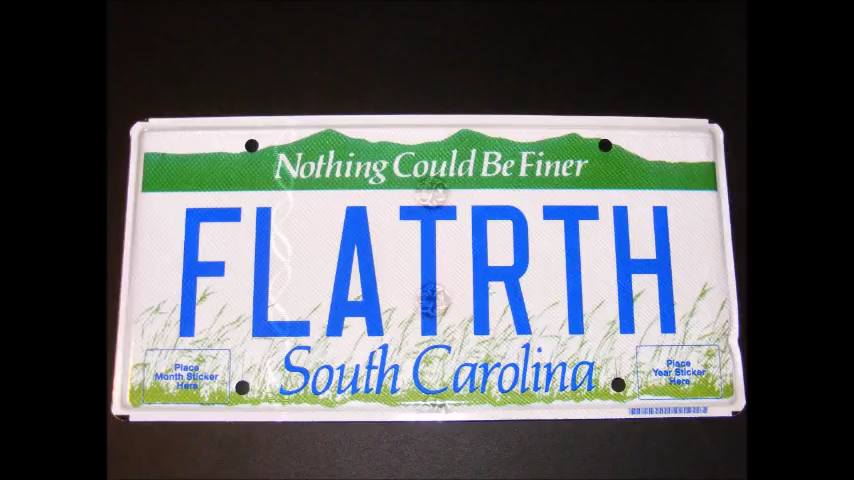 Nothing Could Be Finer
FLATRTH
South Carolina
Place
Month Sticker
Here
Place
Year Sticker
Here